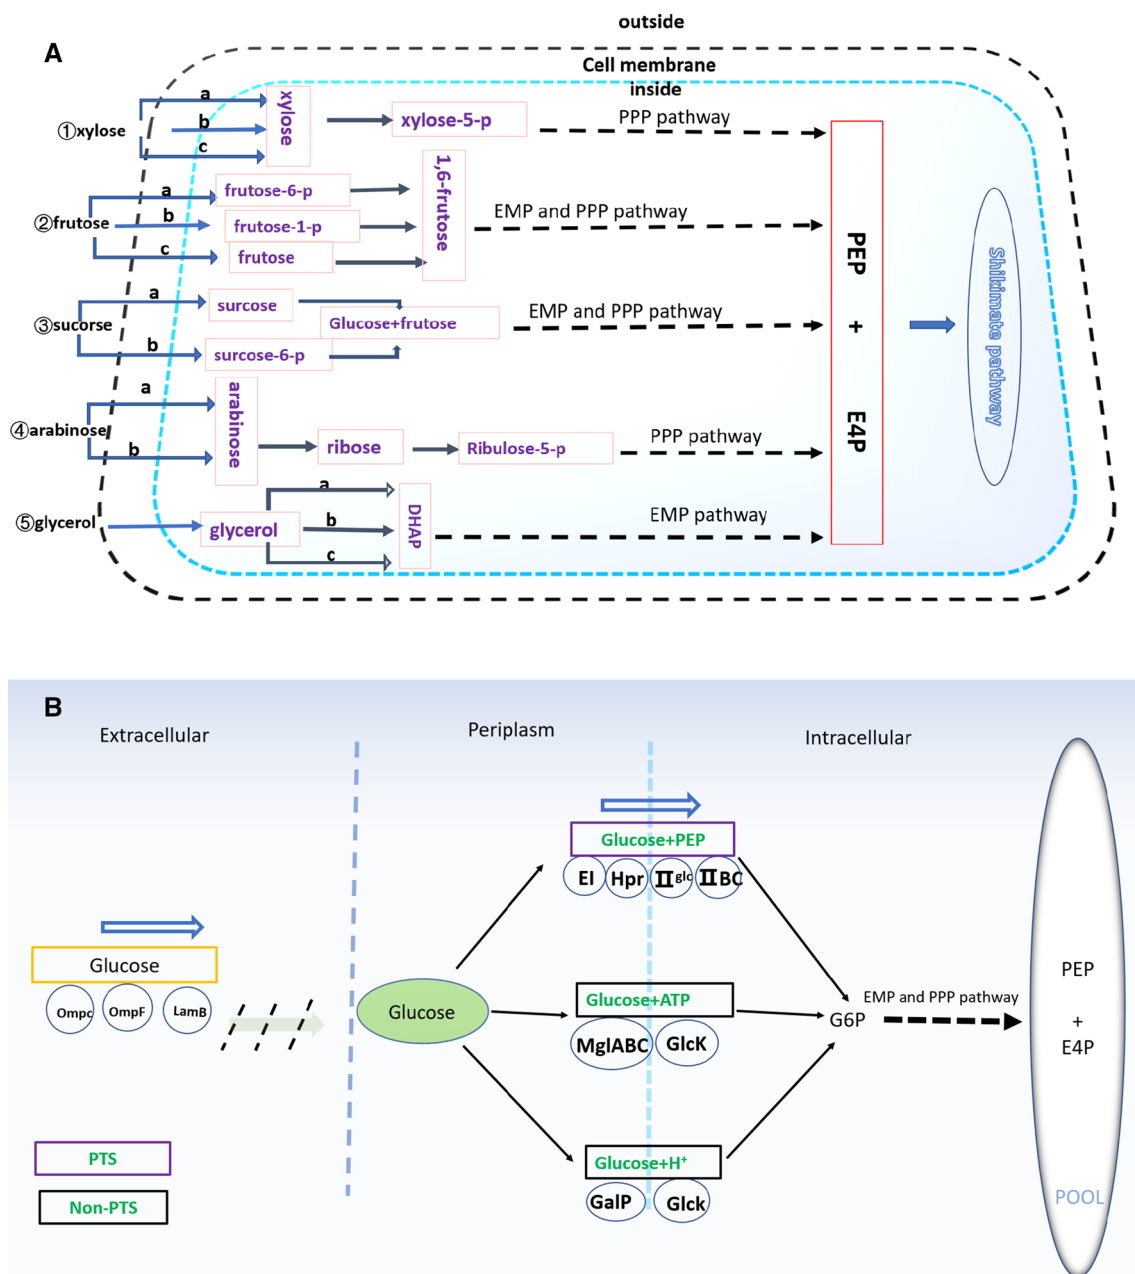 A
outside
Cell membrane
inside
①xylose
a
b
c
xylose
xylose-5-p
PPP pathway
②frutose
a
b
c
frutose-6-p
frutose-1-p
frutose
1,6-frutose
EMP and PPP pathway
③sucorse
a
b
surcose
surcose-6-p
Glucose+frutose
EMP and PPP pathway
④arabinose
a
b
arabinose
ribose
Ribulose-5-p
PPP pathway
⑤glycerol
glycerol
a
b
c
DHAP
EMP pathway
PEP
+
E4P
Shikimate pathway
B
Extracellular
Periplasm
Intracellular
Glucose
Ompc
OmpF
LamB
Glucose
Glucose+PEP
EI
Hpr
IIglc
IIBC
Glucose+ATP
MglABC
GlcK
Glucose+H+
GalP
Glck
G6P
EMP and PPP pathway
PEP
+
E4P
POOL
PTS
Non-PTS